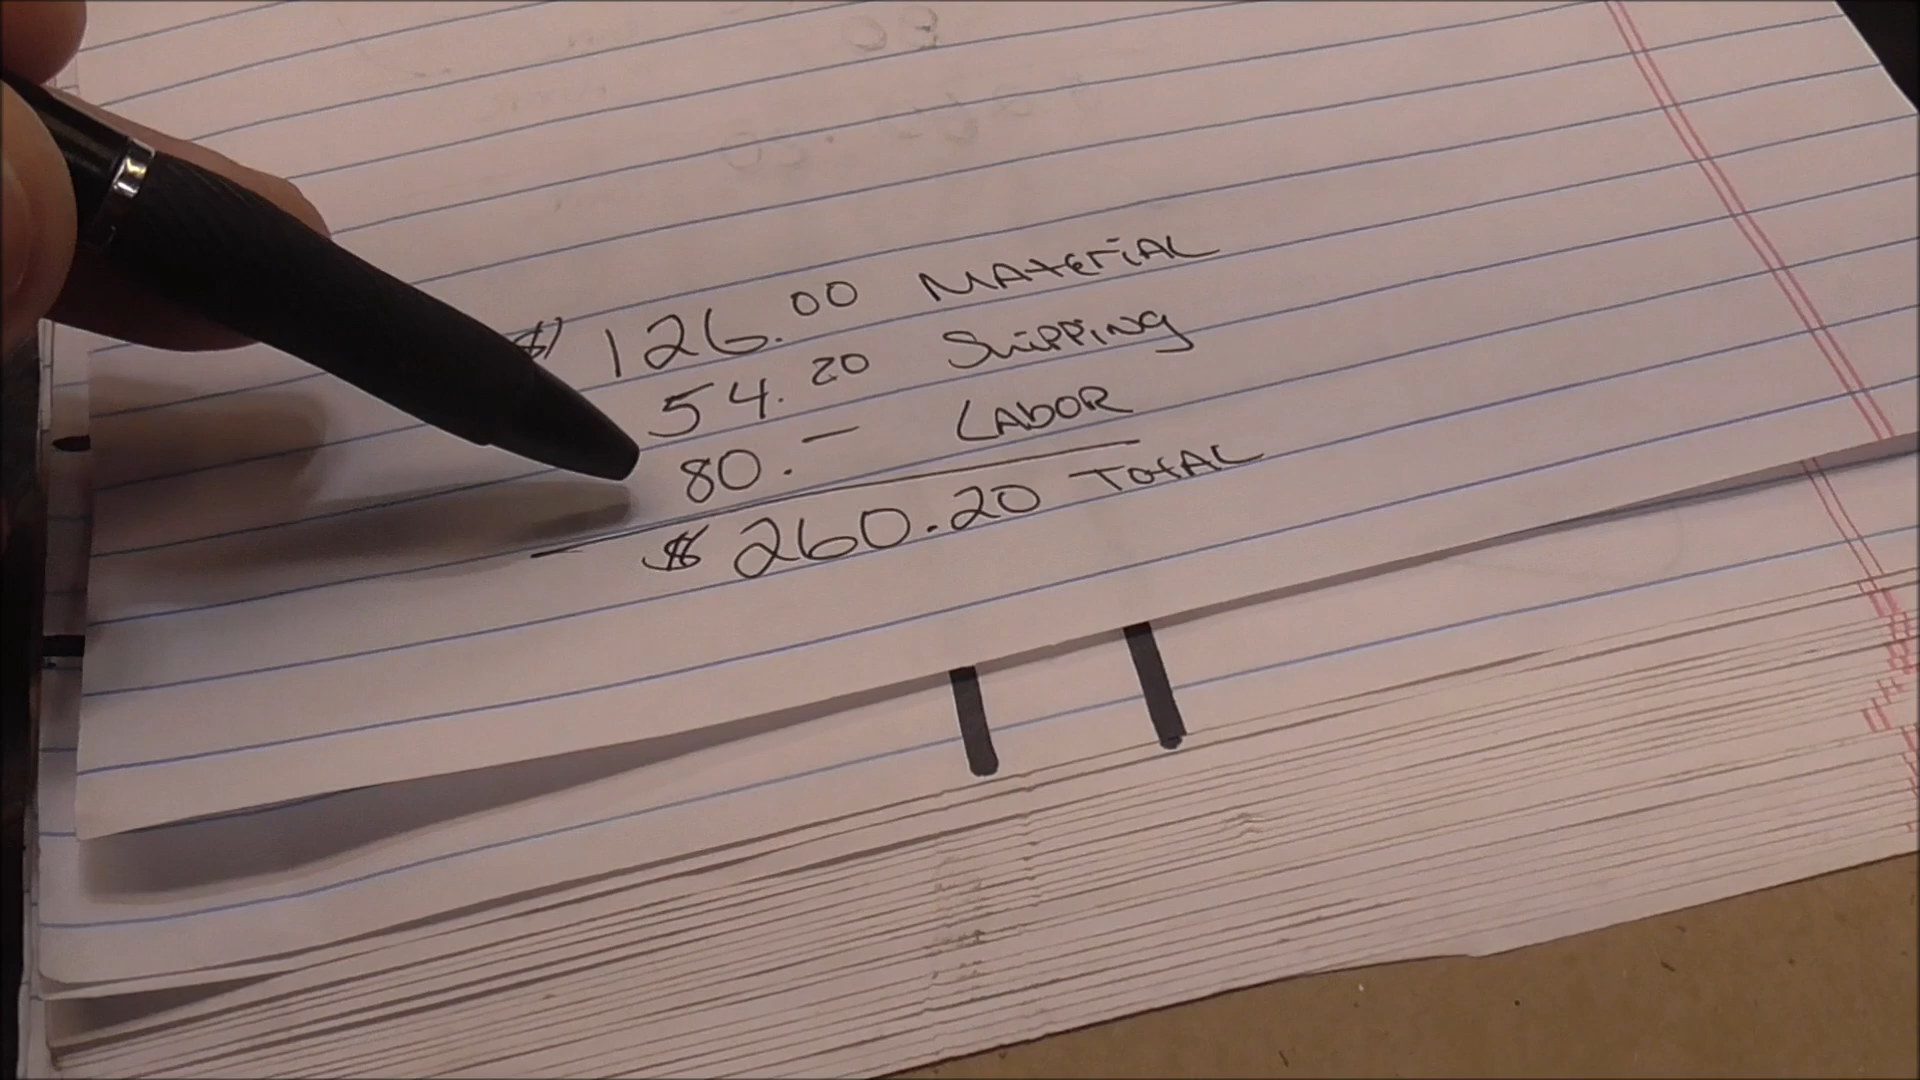 $ 126.00 Material
54.20 Shipping
80.— Labor
$ 260.20 Total